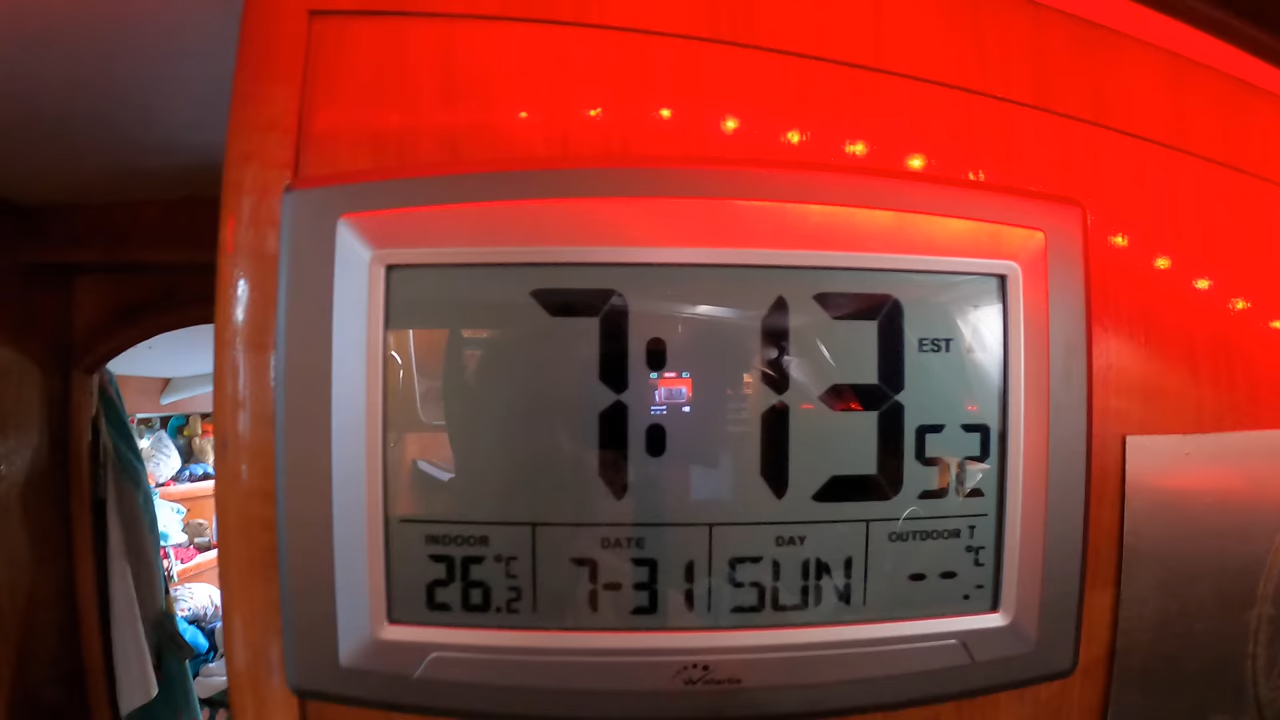 7:13
EST
52
INDOOR
26.2 °C
DATE
7-31
DAY
SUN
OUTDOOR T
--.- °C